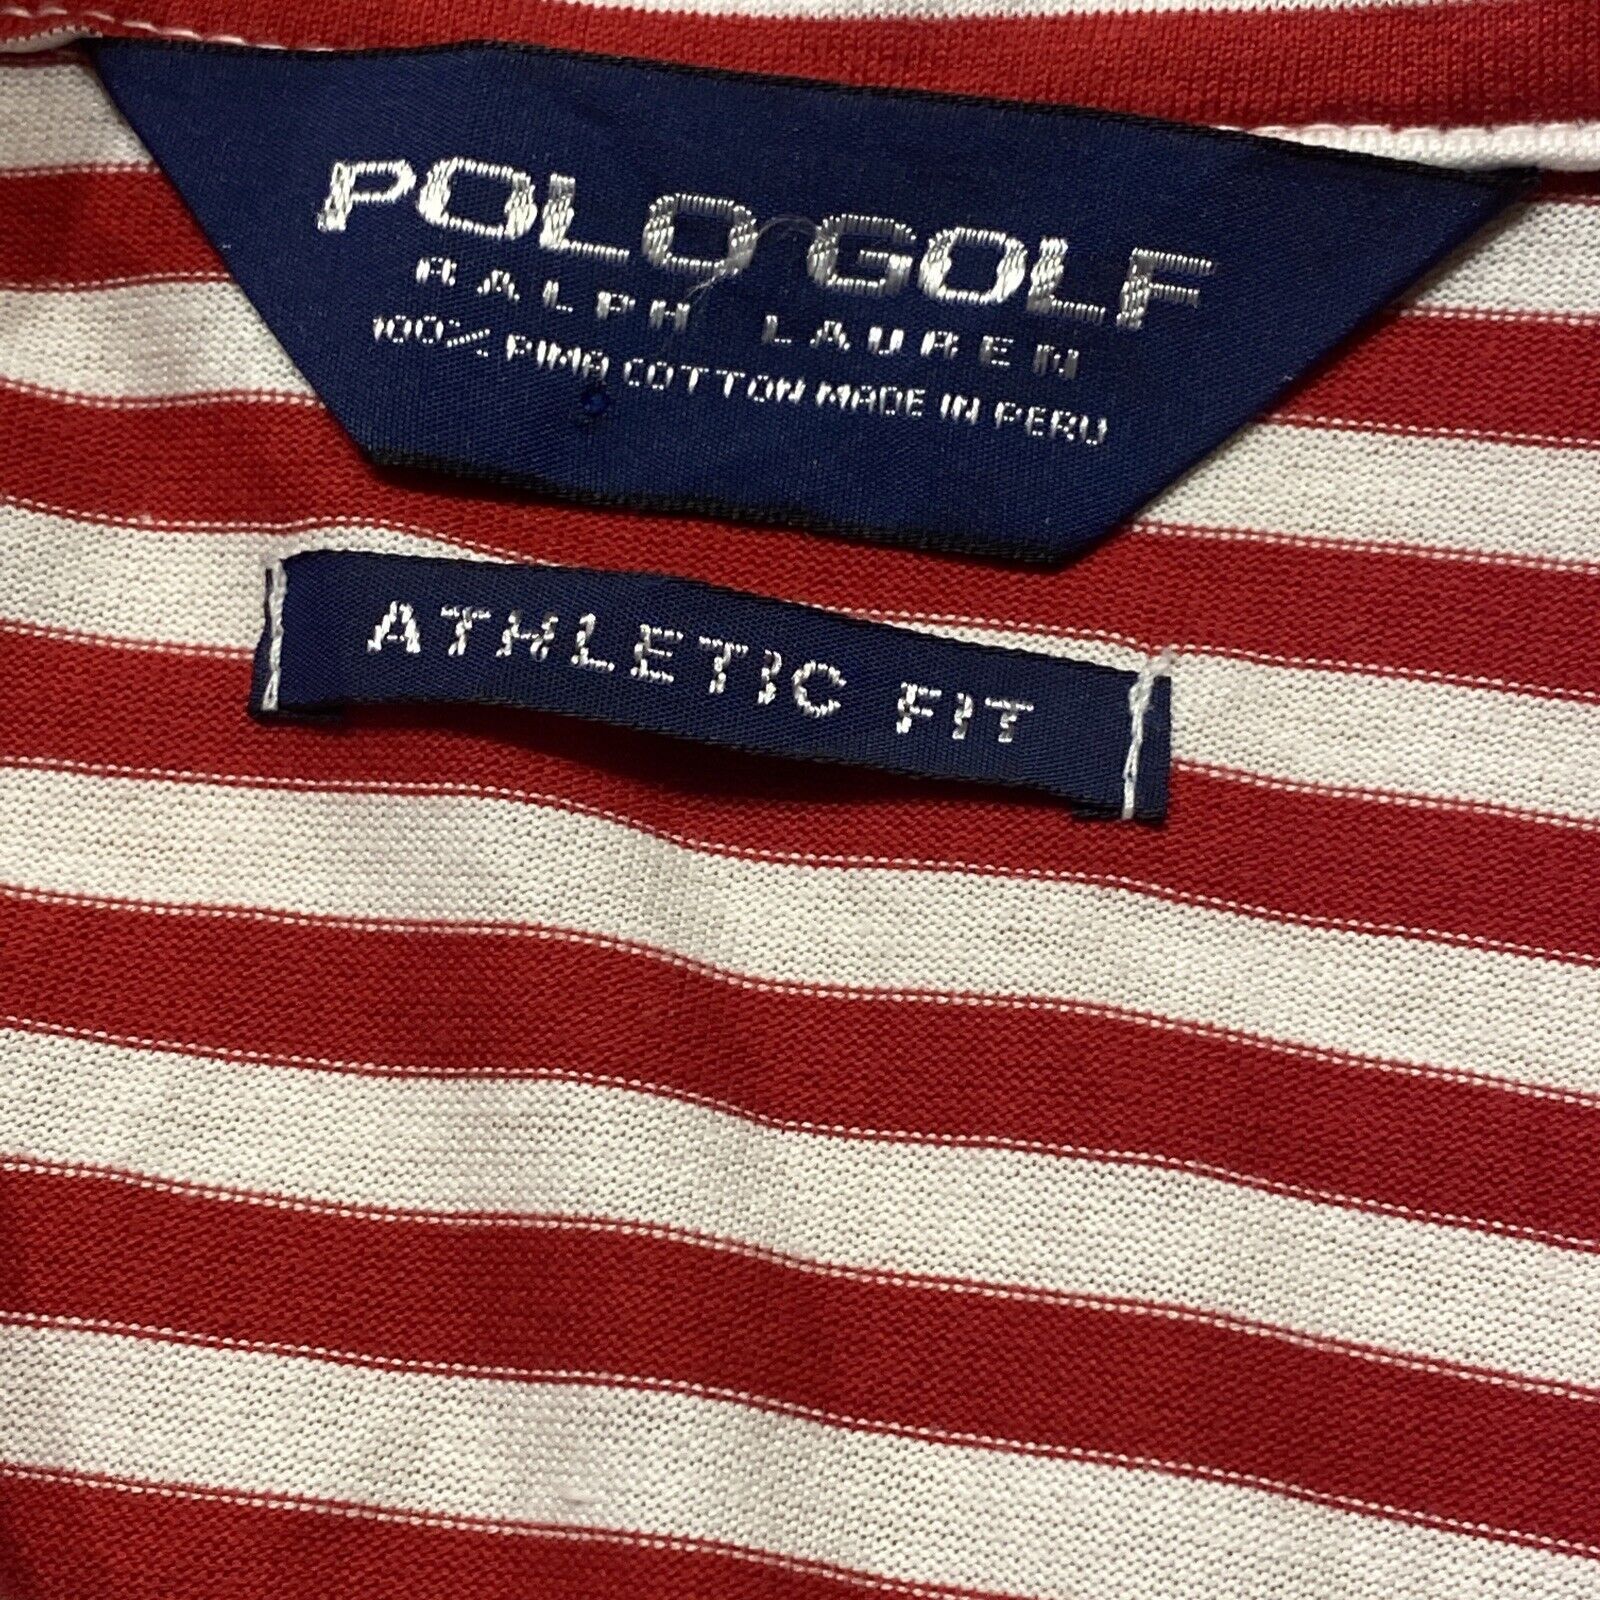 POLO GOLF
RALPH LAUREN
100% PIMA COTTON MADE IN PERU
ATHLETIC FIT